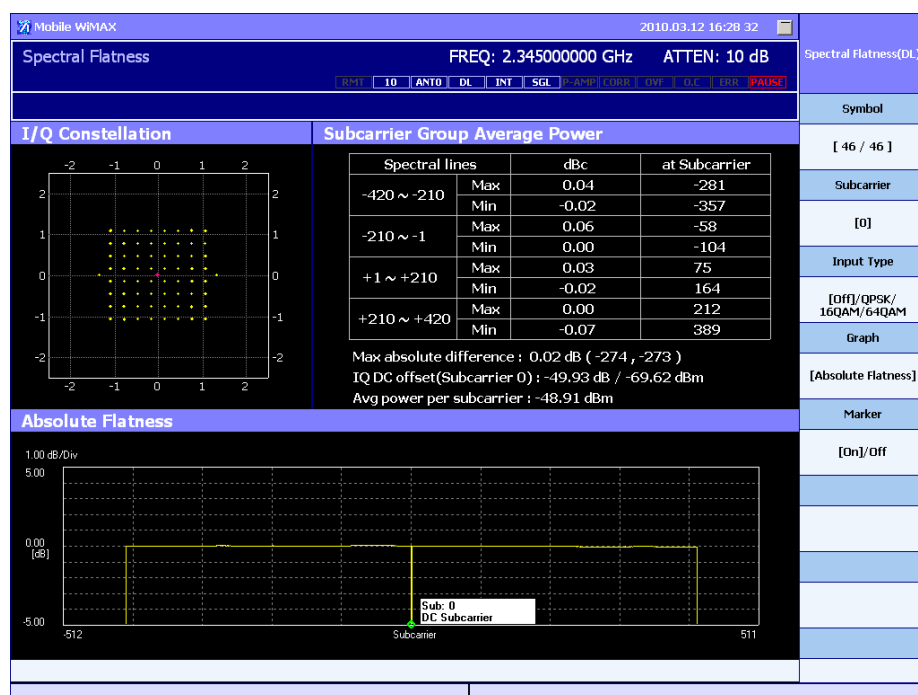 Mobile WiMAX 2010.03.12 16:28 32
Spectral Flatness FREQ: 2.345000000 GHz ATTEN: 10 dB
RMT 10 ANT0 DL INT SGL P-AMP CORR OVF O.C ERR PAUSE
I/Q Constellation
-2 -1 0 1 2
2 2
1 1
0 0
-1 -1
-2 -2
-2 -1 0 1 2
Subcarrier Group Average Power
Spectral lines dBc at Subcarrier
-420 ~ -210 Max 0.04 -281
Min -0.02 -357
-210 ~ -1 Max 0.06 -58
Min 0.00 -104
+1 ~ +210 Max 0.03 75
Min -0.02 164
+210 ~ +420 Max 0.00 212
Min -0.07 389
Max absolute difference : 0.02 dB ( -274 , -273 )
IQ DC offset(Subcarrier 0) : -49.93 dB / -69.62 dBm
Avg power per subcarrier : -48.91 dBm
Absolute Flatness
1.00 dB/Div
5.00
0.00
[dB]
-5.00
Sub: 0
DC Subcarrier
-512 Subcarrier 511
Spectral Flatness(DL)
Symbol
[ 46 / 46 ]
Subcarrier
[0]
Input Type
[Off]/QPSK/
16QAM/64QAM
Graph
[Absolute Flatness]
Marker
[On]/Off